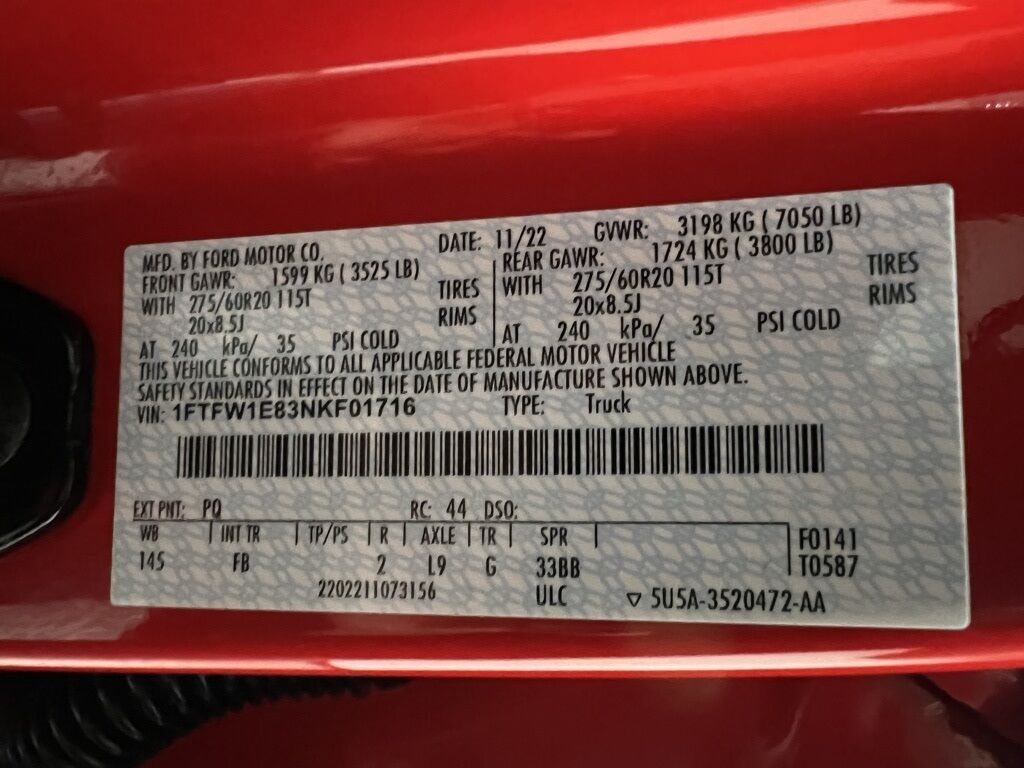 MFD. BY FORD MOTOR CO. DATE: 11/22 GVWR: 3198 KG ( 7050 LB)
FRONT GAWR: 1599 KG ( 3525 LB) REAR GAWR: 1724 KG ( 3800 LB)
WITH 275/60R20 115T TIRES WITH 275/60R20 115T TIRES
20x8.5J RIMS 20x8.5J RIMS
AT 240 kPa/ 35 PSI COLD AT 240 kPa/ 35 PSI COLD
THIS VEHICLE CONFORMS TO ALL APPLICABLE FEDERAL MOTOR VEHICLE
SAFETY STANDARDS IN EFFECT ON THE DATE OF MANUFACTURE SHOWN ABOVE.
VIN: 1FTFW1E83NKF01716 TYPE: Truck
EXT PNT: PQ RC: 44 DSO:
WB INT TR TP/PS R AXLE TR SPR F0141
145 FB 2 L9 G 33BB T0587
2202211073156 ULC ▽ 5U5A-3520472-AA